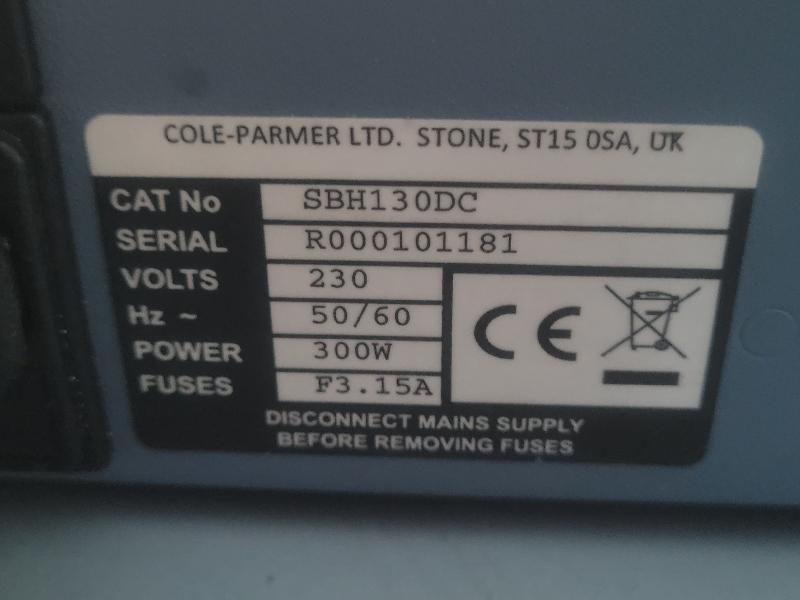 COLE-PARMER LTD. STONE, ST15 0SA, UK
CAT No SBH130DC
SERIAL R000101181
VOLTS 230
Hz ~ 50/60
POWER 300W
FUSES F3.15A
CE
DISCONNECT MAINS SUPPLY
BEFORE REMOVING FUSES